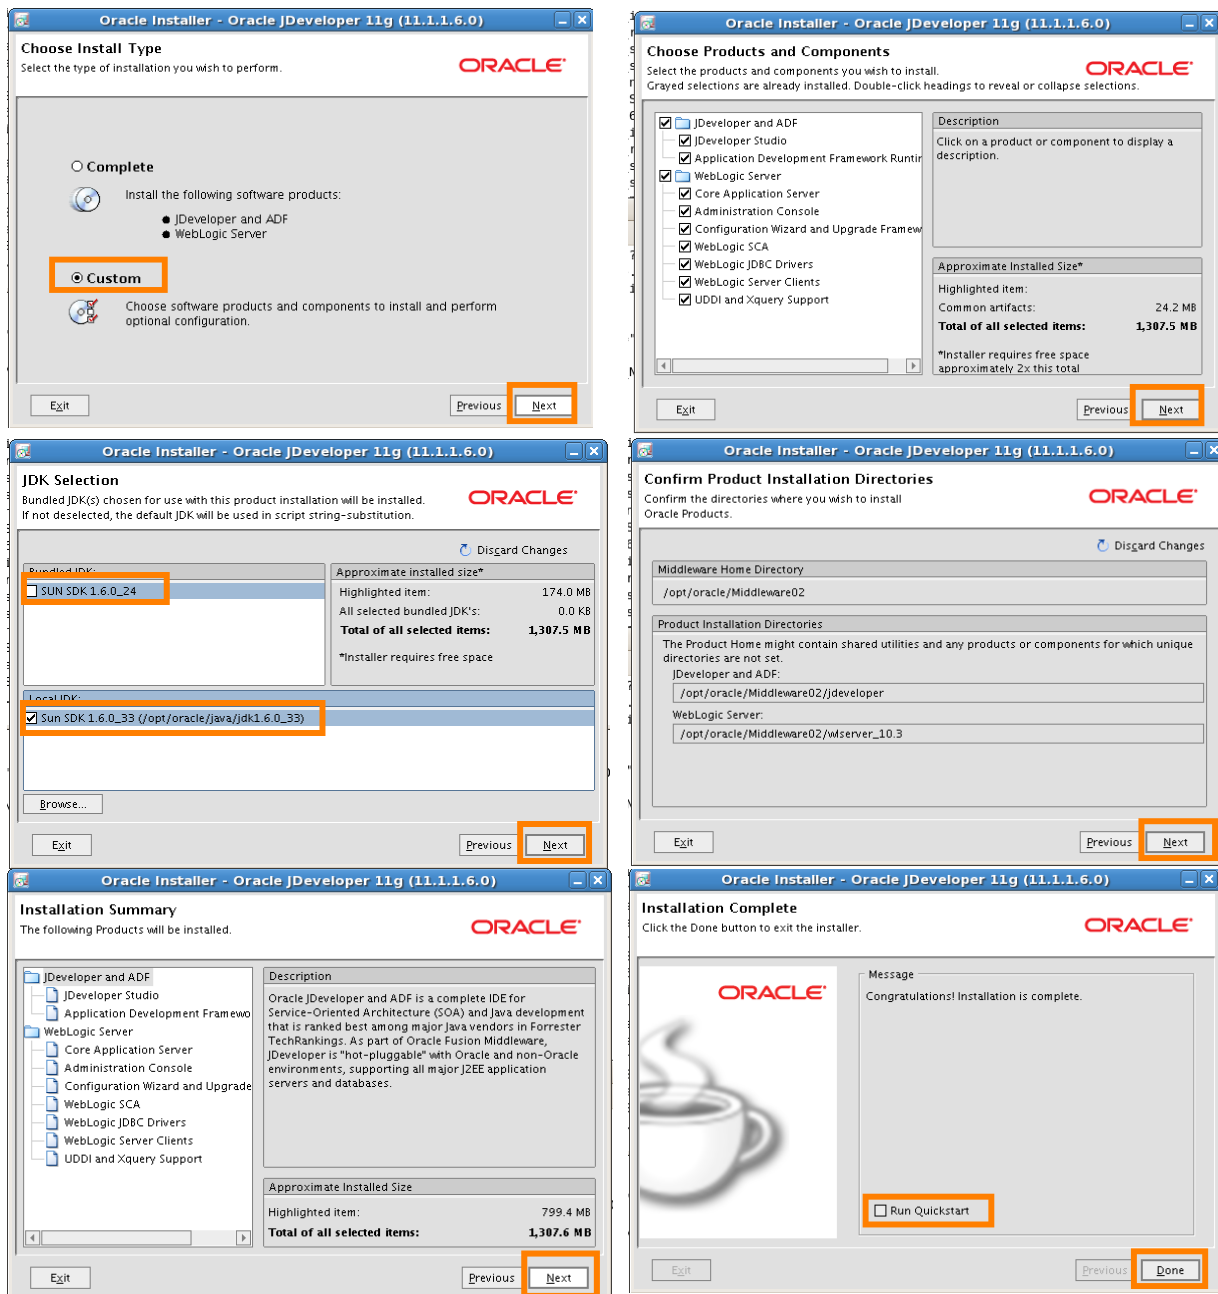 Oracle Installer - Oracle JDeveloper 11g (11.1.1.6.0)
Choose Install Type
Select the type of installation you wish to perform.
ORACLE
Complete
Install the following software products:
JDeveloper and ADF
WebLogic Server
Custom
Choose software products and components to install and perform
optional configuration.
Exit
Previous
Next
Oracle Installer - Oracle JDeveloper 11g (11.1.1.6.0)
Choose Products and Components
Select the products and components you wish to install.
Grayed selections are already installed. Double-click headings to reveal or collapse selections.
ORACLE
JDeveloper and ADF
JDeveloper Studio
Application Development Framework Runtir
WebLogic Server
Core Application Server
Administration Console
Configuration Wizard and Upgrade Framew
WebLogic SCA
WebLogic JDBC Drivers
WebLogic Server Clients
UDDI and Xquery Support
Description
Click on a product or component to display a
description.
Approximate Installed Size*
Highlighted item:
Common artifacts: 24.2 MB
Total of all selected items: 1,307.5 MB
*Installer requires free space
approximately 2x this total
Exit
Previous
Next
Oracle Installer - Oracle JDeveloper 11g (11.1.1.6.0)
JDK Selection
Bundled JDK(s) chosen for use with this product installation will be installed.
If not deselected, the default JDK will be used in script string-substitution.
ORACLE
Discard Changes
Bundled JDK:
SUN SDK 1.6.0_24
Approximate installed size*
Highlighted item: 174.0 MB
All selected bundled JDK's: 0.0 KB
Total of all selected items: 1,307.5 MB
*Installer requires free space
Local JDK:
Sun SDK 1.6.0_33 (/opt/oracle/java/jdk1.6.0_33)
Browse...
Exit
Previous
Next
Oracle Installer - Oracle JDeveloper 11g (11.1.1.6.0)
Confirm Product Installation Directories
Confirm the directories where you wish to install
Oracle Products.
ORACLE
Discard Changes
Middleware Home Directory
/opt/oracle/Middleware02
Product Installation Directories
The Product Home might contain shared utilities and any products or components for which unique
directories are not set.
JDeveloper and ADF:
/opt/oracle/Middleware02/jdeveloper
WebLogic Server:
/opt/oracle/Middleware02/wlserver_10.3
Exit
Previous
Next
Oracle Installer - Oracle JDeveloper 11g (11.1.1.6.0)
Installation Summary
The following Products will be installed.
ORACLE
JDeveloper and ADF
JDeveloper Studio
Application Development Framewo
WebLogic Server
Core Application Server
Administration Console
Configuration Wizard and Upgrade
WebLogic SCA
WebLogic JDBC Drivers
WebLogic Server Clients
UDDI and Xquery Support
Description
Oracle JDeveloper and ADF is a complete IDE for
Service-Oriented Architecture (SOA) and Java development
that is ranked best among major Java vendors in Forrester
TechRankings. As part of Oracle Fusion Middleware,
JDeveloper is "hot-pluggable" with Oracle and non-Oracle
environments, supporting all major J2EE application
servers and databases.
Approximate Installed Size
Highlighted item: 799.4 MB
Total of all selected items: 1,307.6 MB
Exit
Previous
Next
Oracle Installer - Oracle JDeveloper 11g (11.1.1.6.0)
Installation Complete
Click the Done button to exit the installer.
ORACLE
ORACLE
Message
Congratulations! Installation is complete.
Run Quickstart
Exit
Previous
Done